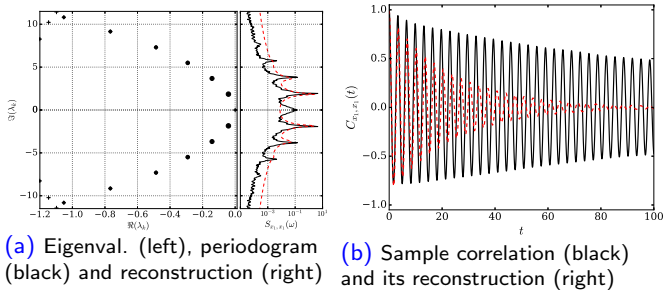 10
5
0
−5
−10
ℑ(λk)
−1.2 −1.0 −0.8 −0.6 −0.4 −0.2 0.0
ℜ(λk)
10⁻² 10⁻¹ 10¹
Sx₁,x₁(ω)
(a) Eigenval. (left), periodogram
(black) and reconstruction (right)
1.0
0.5
0.0
−0.5
−1.0
Cx₁,x₁(t)
0 20 40 60 80 100
t
(b) Sample correlation (black)
and its reconstruction (right)